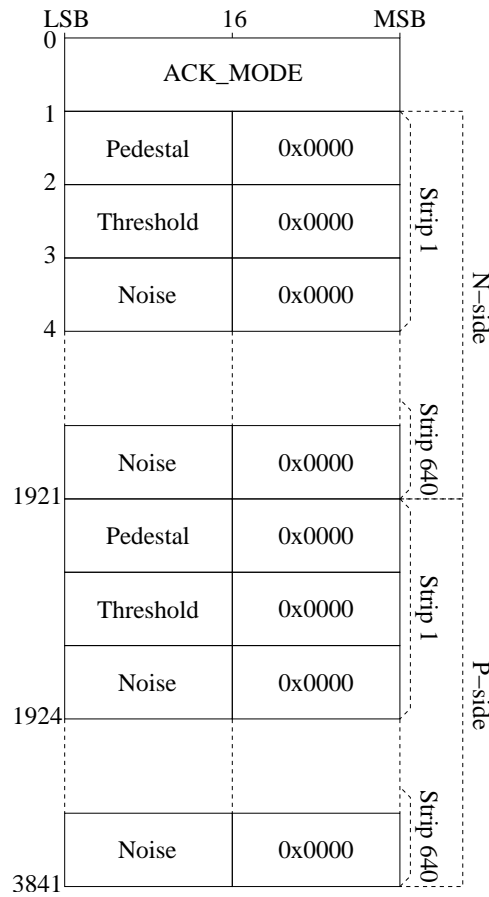 LSB 16 MSB
0
ACK_MODE
1
Pedestal 0x0000
2
Threshold 0x0000
3
Noise 0x0000
4
Strip 1
N-side
Noise 0x0000
Strip 640
1921
Pedestal 0x0000
Threshold 0x0000
Noise 0x0000
1924
Strip 1
P-side
Noise 0x0000
Strip 640
3841